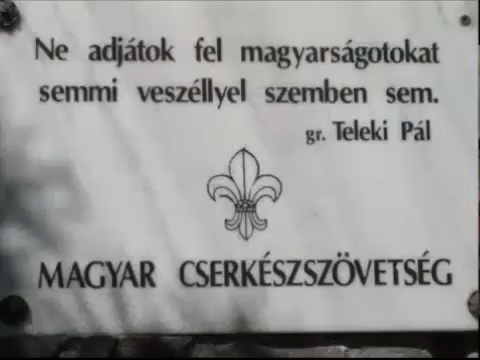 Ne adjátok fel magyarságotokat
semmi veszéllyel szemben sem.
gr. Teleki Pál
MAGYAR CSERKÉSZSZÖVETSÉG